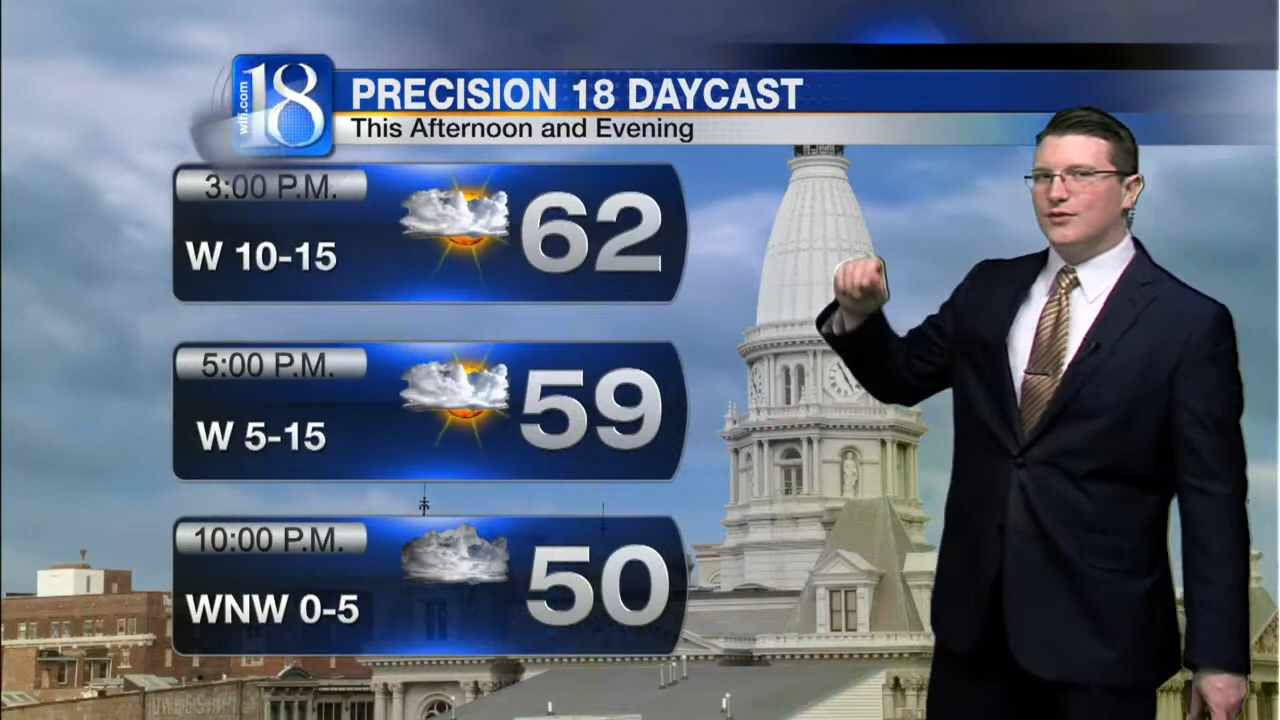 wlfi.com
18
PRECISION 18 DAYCAST
This Afternoon and Evening
3:00 P.M.
W 10-15
62
5:00 P.M.
W 5-15
59
10:00 P.M.
WNW 0-5
50